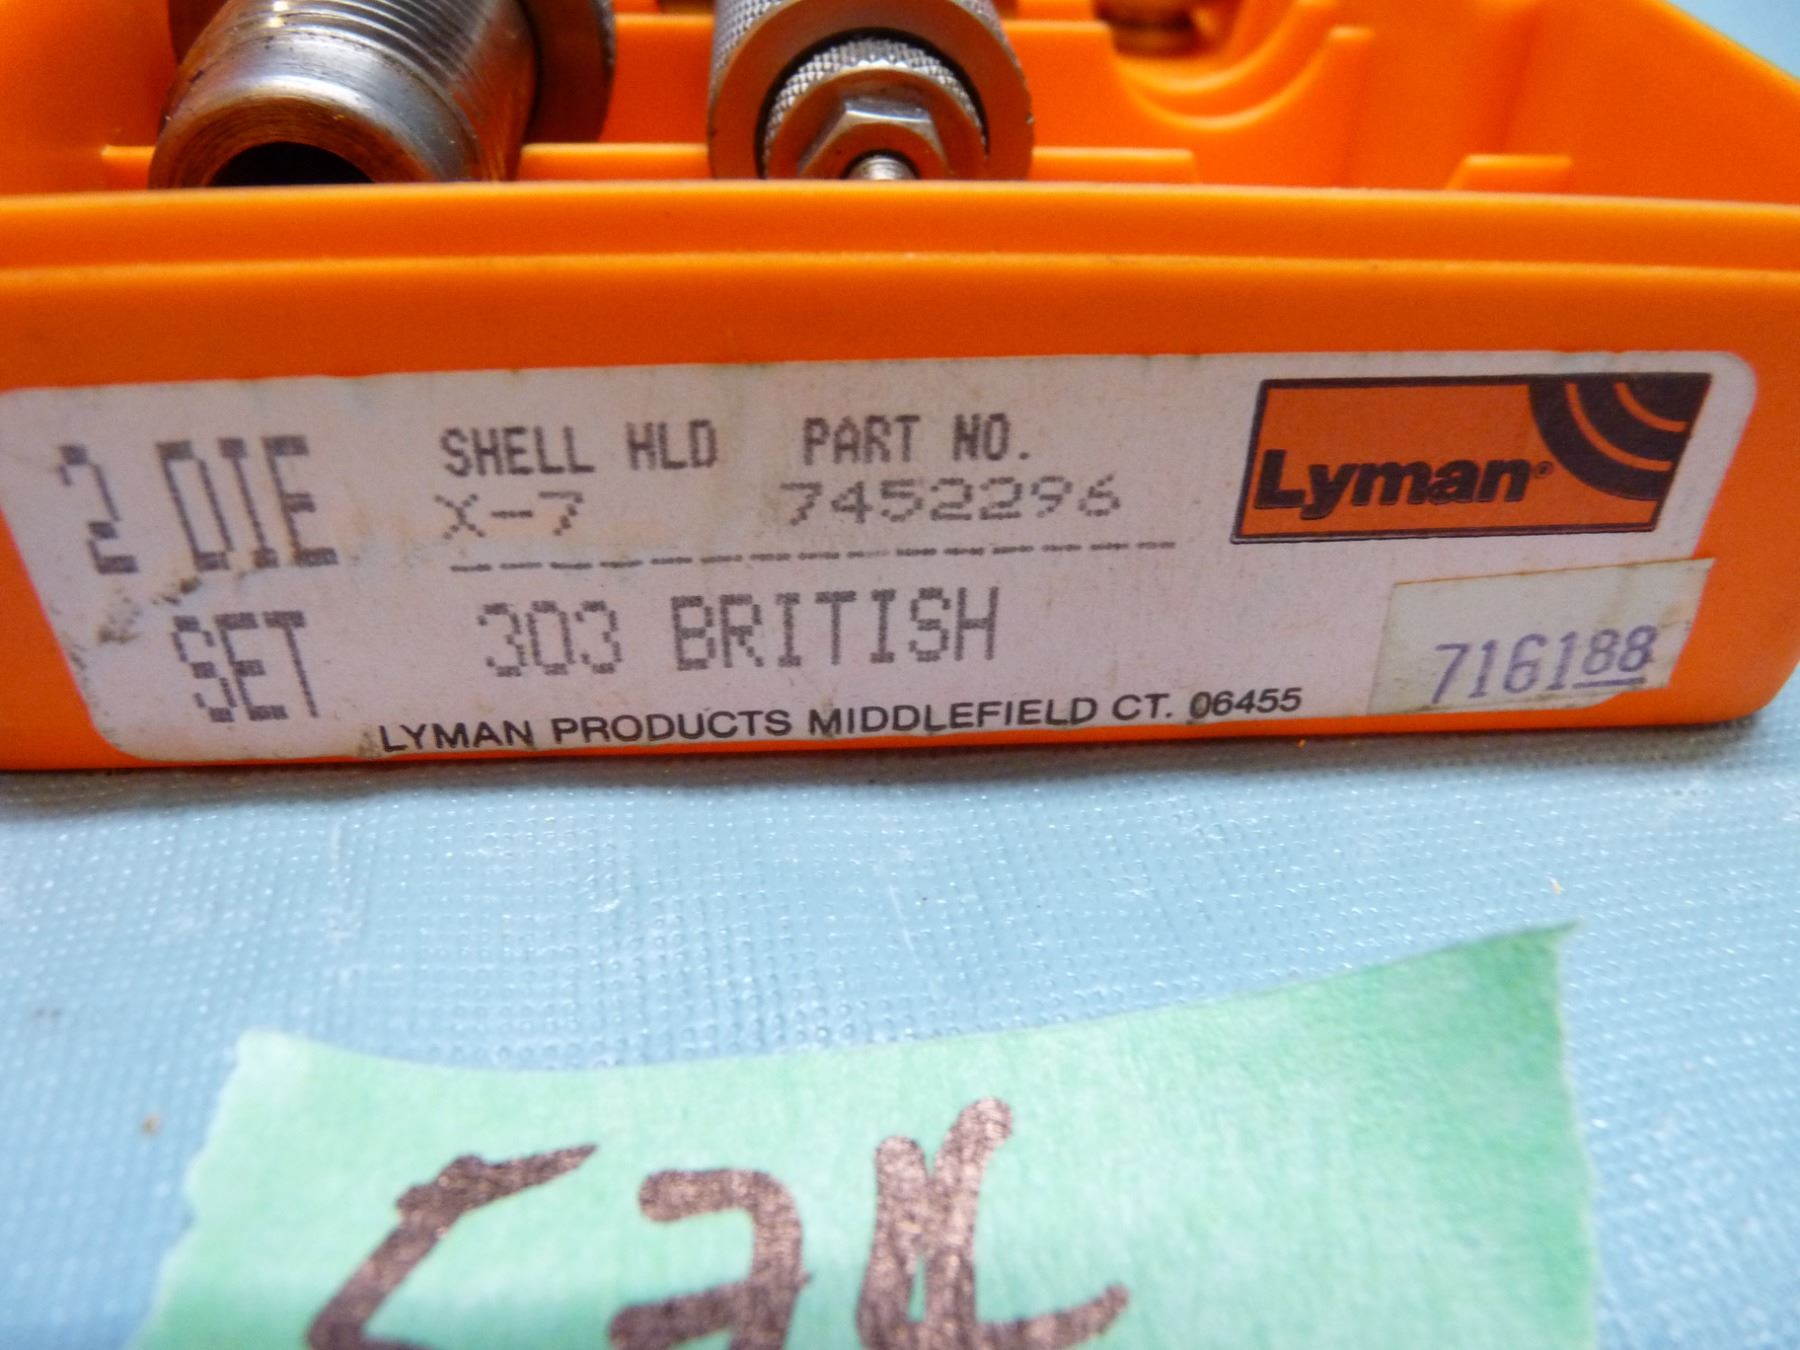 2 DIE SHELL HLD PART NO.
X-7 7452296
SET 303 BRITISH
LYMAN PRODUCTS MIDDLEFIELD CT. 06455
Lyman®
716188